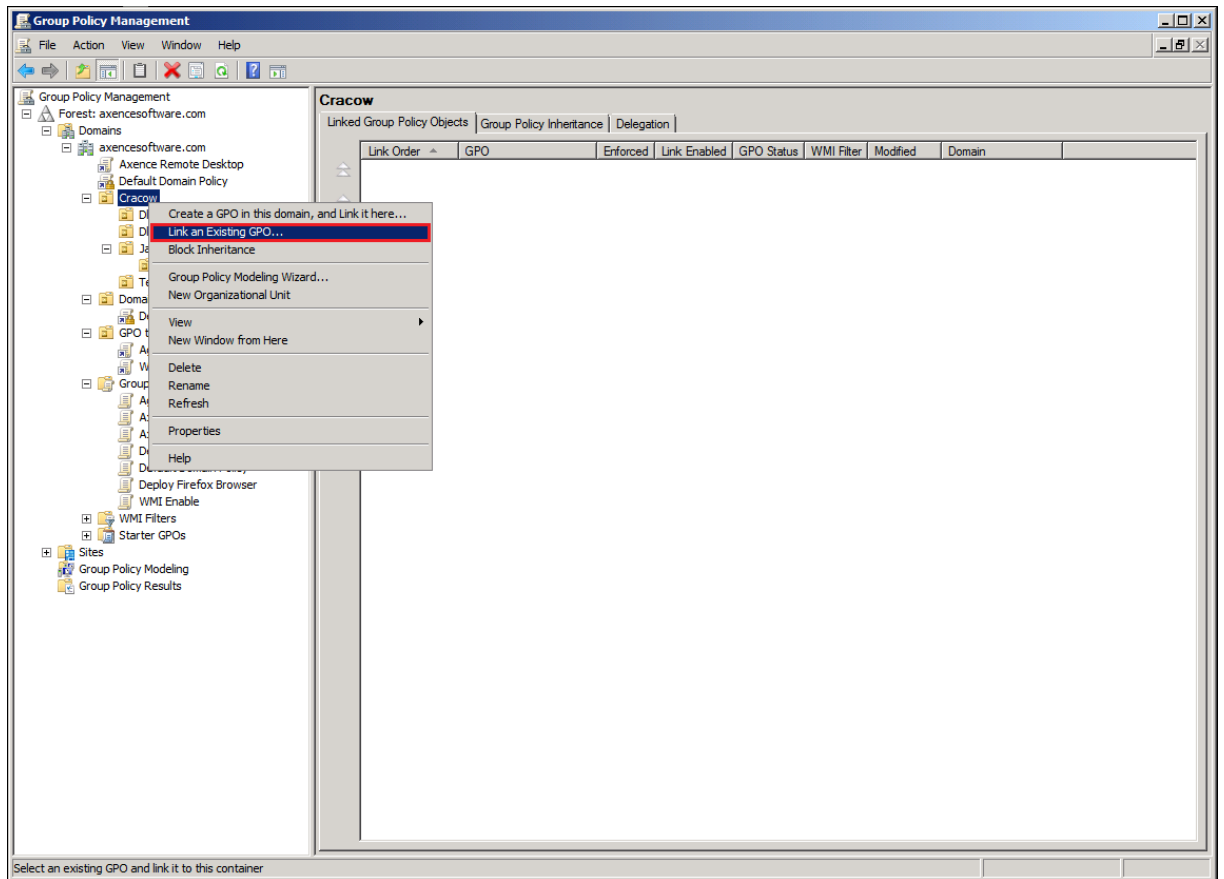 Group Policy Management
File Action View Window Help
Group Policy Management
Forest: axencesoftware.com
Domains
axencesoftware.com
Axence Remote Desktop
Default Domain Policy
Cracow
WMI Enable
Deploy Firefox Browser
WMI Filters
Starter GPOs
Sites
Group Policy Modeling
Group Policy Results
Create a GPO in this domain, and Link it here...
Link an Existing GPO...
Block Inheritance
Group Policy Modeling Wizard...
New Organizational Unit
View
New Window from Here
Delete
Rename
Refresh
Properties
Help
Cracow
Linked Group Policy Objects Group Policy Inheritance Delegation
Link Order GPO Enforced Link Enabled GPO Status WMI Filter Modified Domain
Select an existing GPO and link it to this container